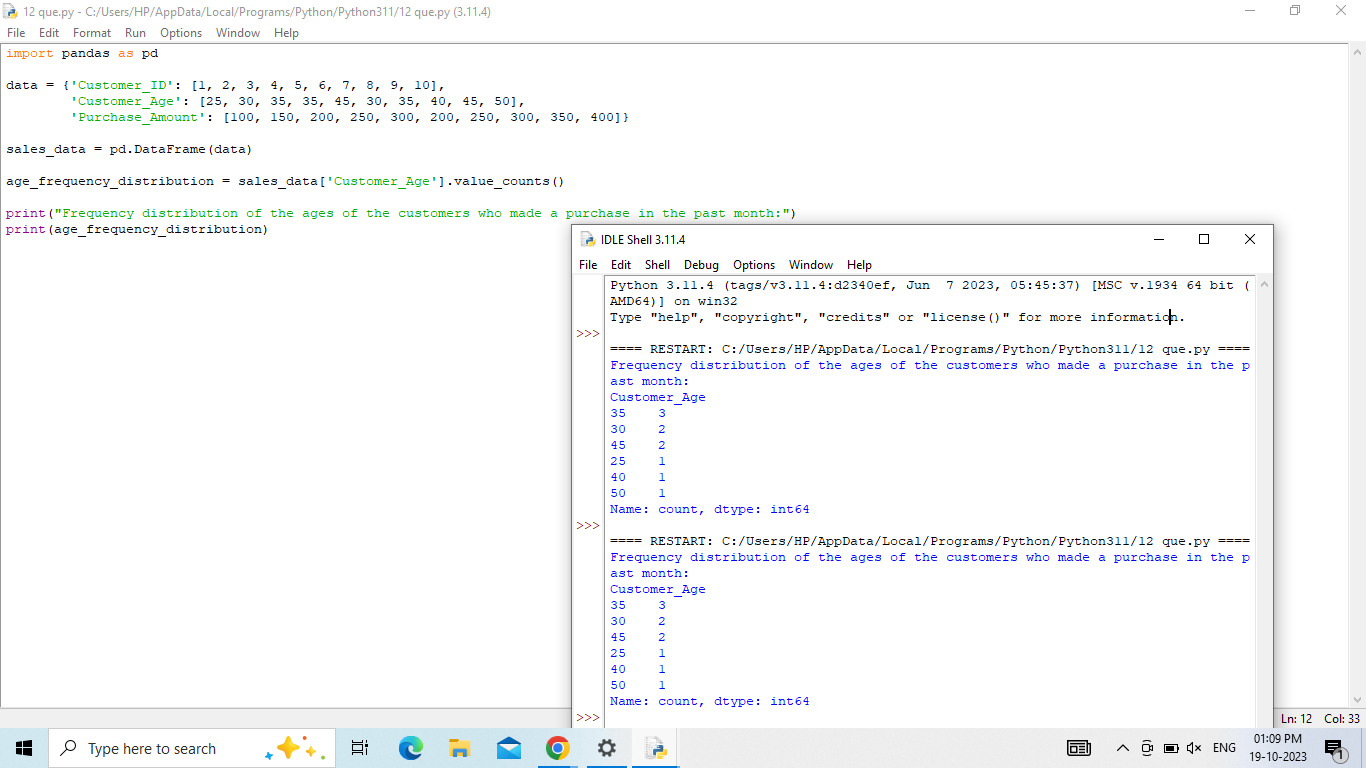 12 que.py - C:/Users/HP/AppData/Local/Programs/Python/Python311/12 que.py (3.11.4)
File Edit Format Run Options Window Help
import pandas as pd
data = {'Customer_ID': [1, 2, 3, 4, 5, 6, 7, 8, 9, 10],
        'Customer_Age': [25, 30, 35, 35, 45, 30, 35, 40, 45, 50],
        'Purchase_Amount': [100, 150, 200, 250, 300, 200, 250, 300, 350, 400]}
sales_data = pd.DataFrame(data)
age_frequency_distribution = sales_data['Customer_Age'].value_counts()
print("Frequency distribution of the ages of the customers who made a purchase in the past month:")
print(age_frequency_distribution)
IDLE Shell 3.11.4
File Edit Shell Debug Options Window Help
Python 3.11.4 (tags/v3.11.4:d2340ef, Jun  7 2023, 05:45:37) [MSC v.1934 64 bit (
AMD64)] on win32
Type "help", "copyright", "credits" or "license()" for more information.
>>>
==== RESTART: C:/Users/HP/AppData/Local/Programs/Python/Python311/12 que.py ====
Frequency distribution of the ages of the customers who made a purchase in the p
ast month:
Customer_Age
35    3
30    2
45    2
25    1
40    1
50    1
Name: count, dtype: int64
>>>
==== RESTART: C:/Users/HP/AppData/Local/Programs/Python/Python311/12 que.py ====
Frequency distribution of the ages of the customers who made a purchase in the p
ast month:
Customer_Age
35    3
30    2
45    2
25    1
40    1
50    1
Name: count, dtype: int64
>>>
Ln: 12 Col: 33
Type here to search
ENG
01:09 PM
19-10-2023
1